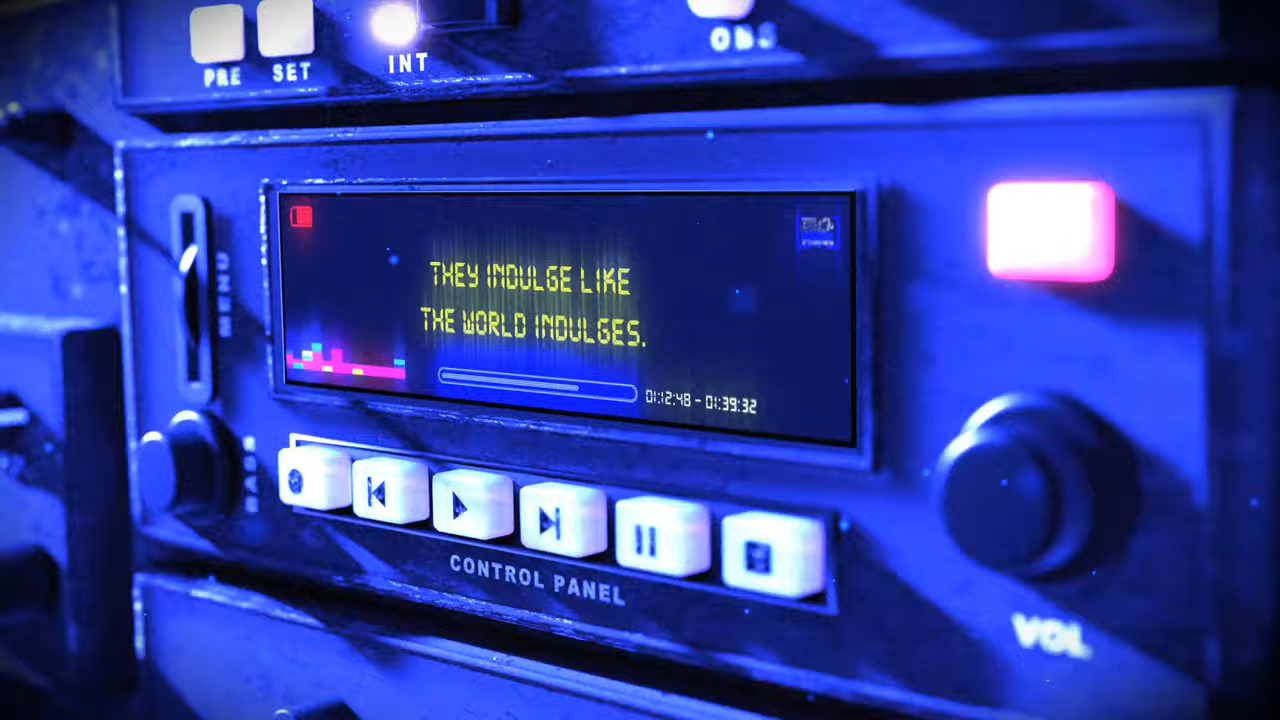 PRE SET INT
MENU
THEY INDULGE LIKE
THE WORLD INDULGES.
01:12:48 - 01:39:32
BASS
CONTROL PANEL
VOL